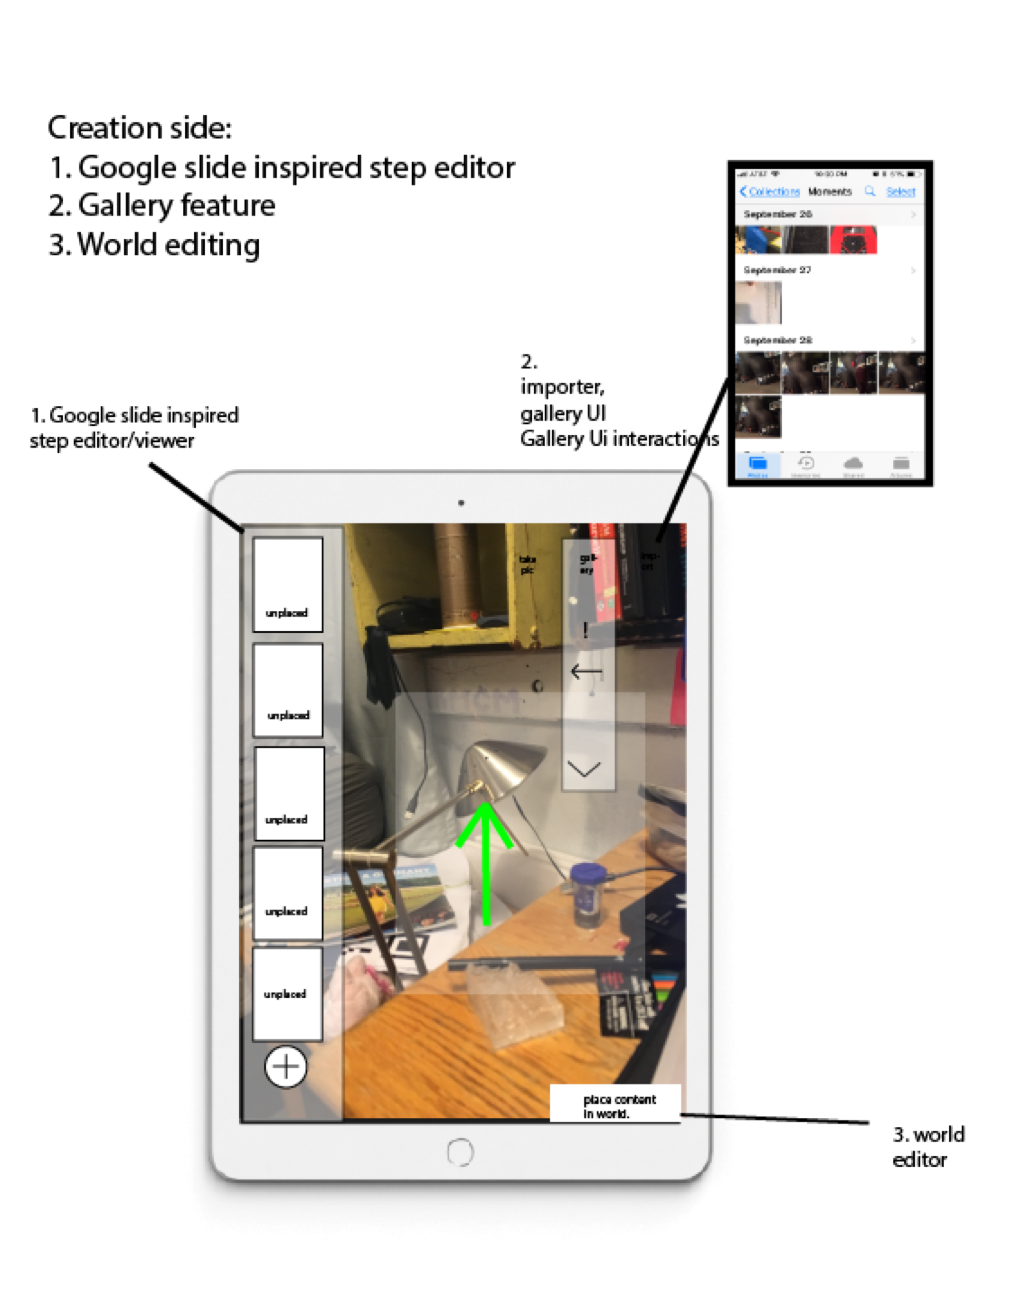 Creation side:
1. Google slide inspired step editor
2. Gallery feature
3. World editing
10:00 PM
Collections
Moments
Select
September 26
September 27
September 28
2.
importer,
gallery UI
Gallery Ui interactions
1. Google slide inspired
step editor/viewer
take
pic
gall-
ery
imp-
ort
!
unplaced
unplaced
unplaced
unplaced
unplaced
place content
in world.
3. world
editor